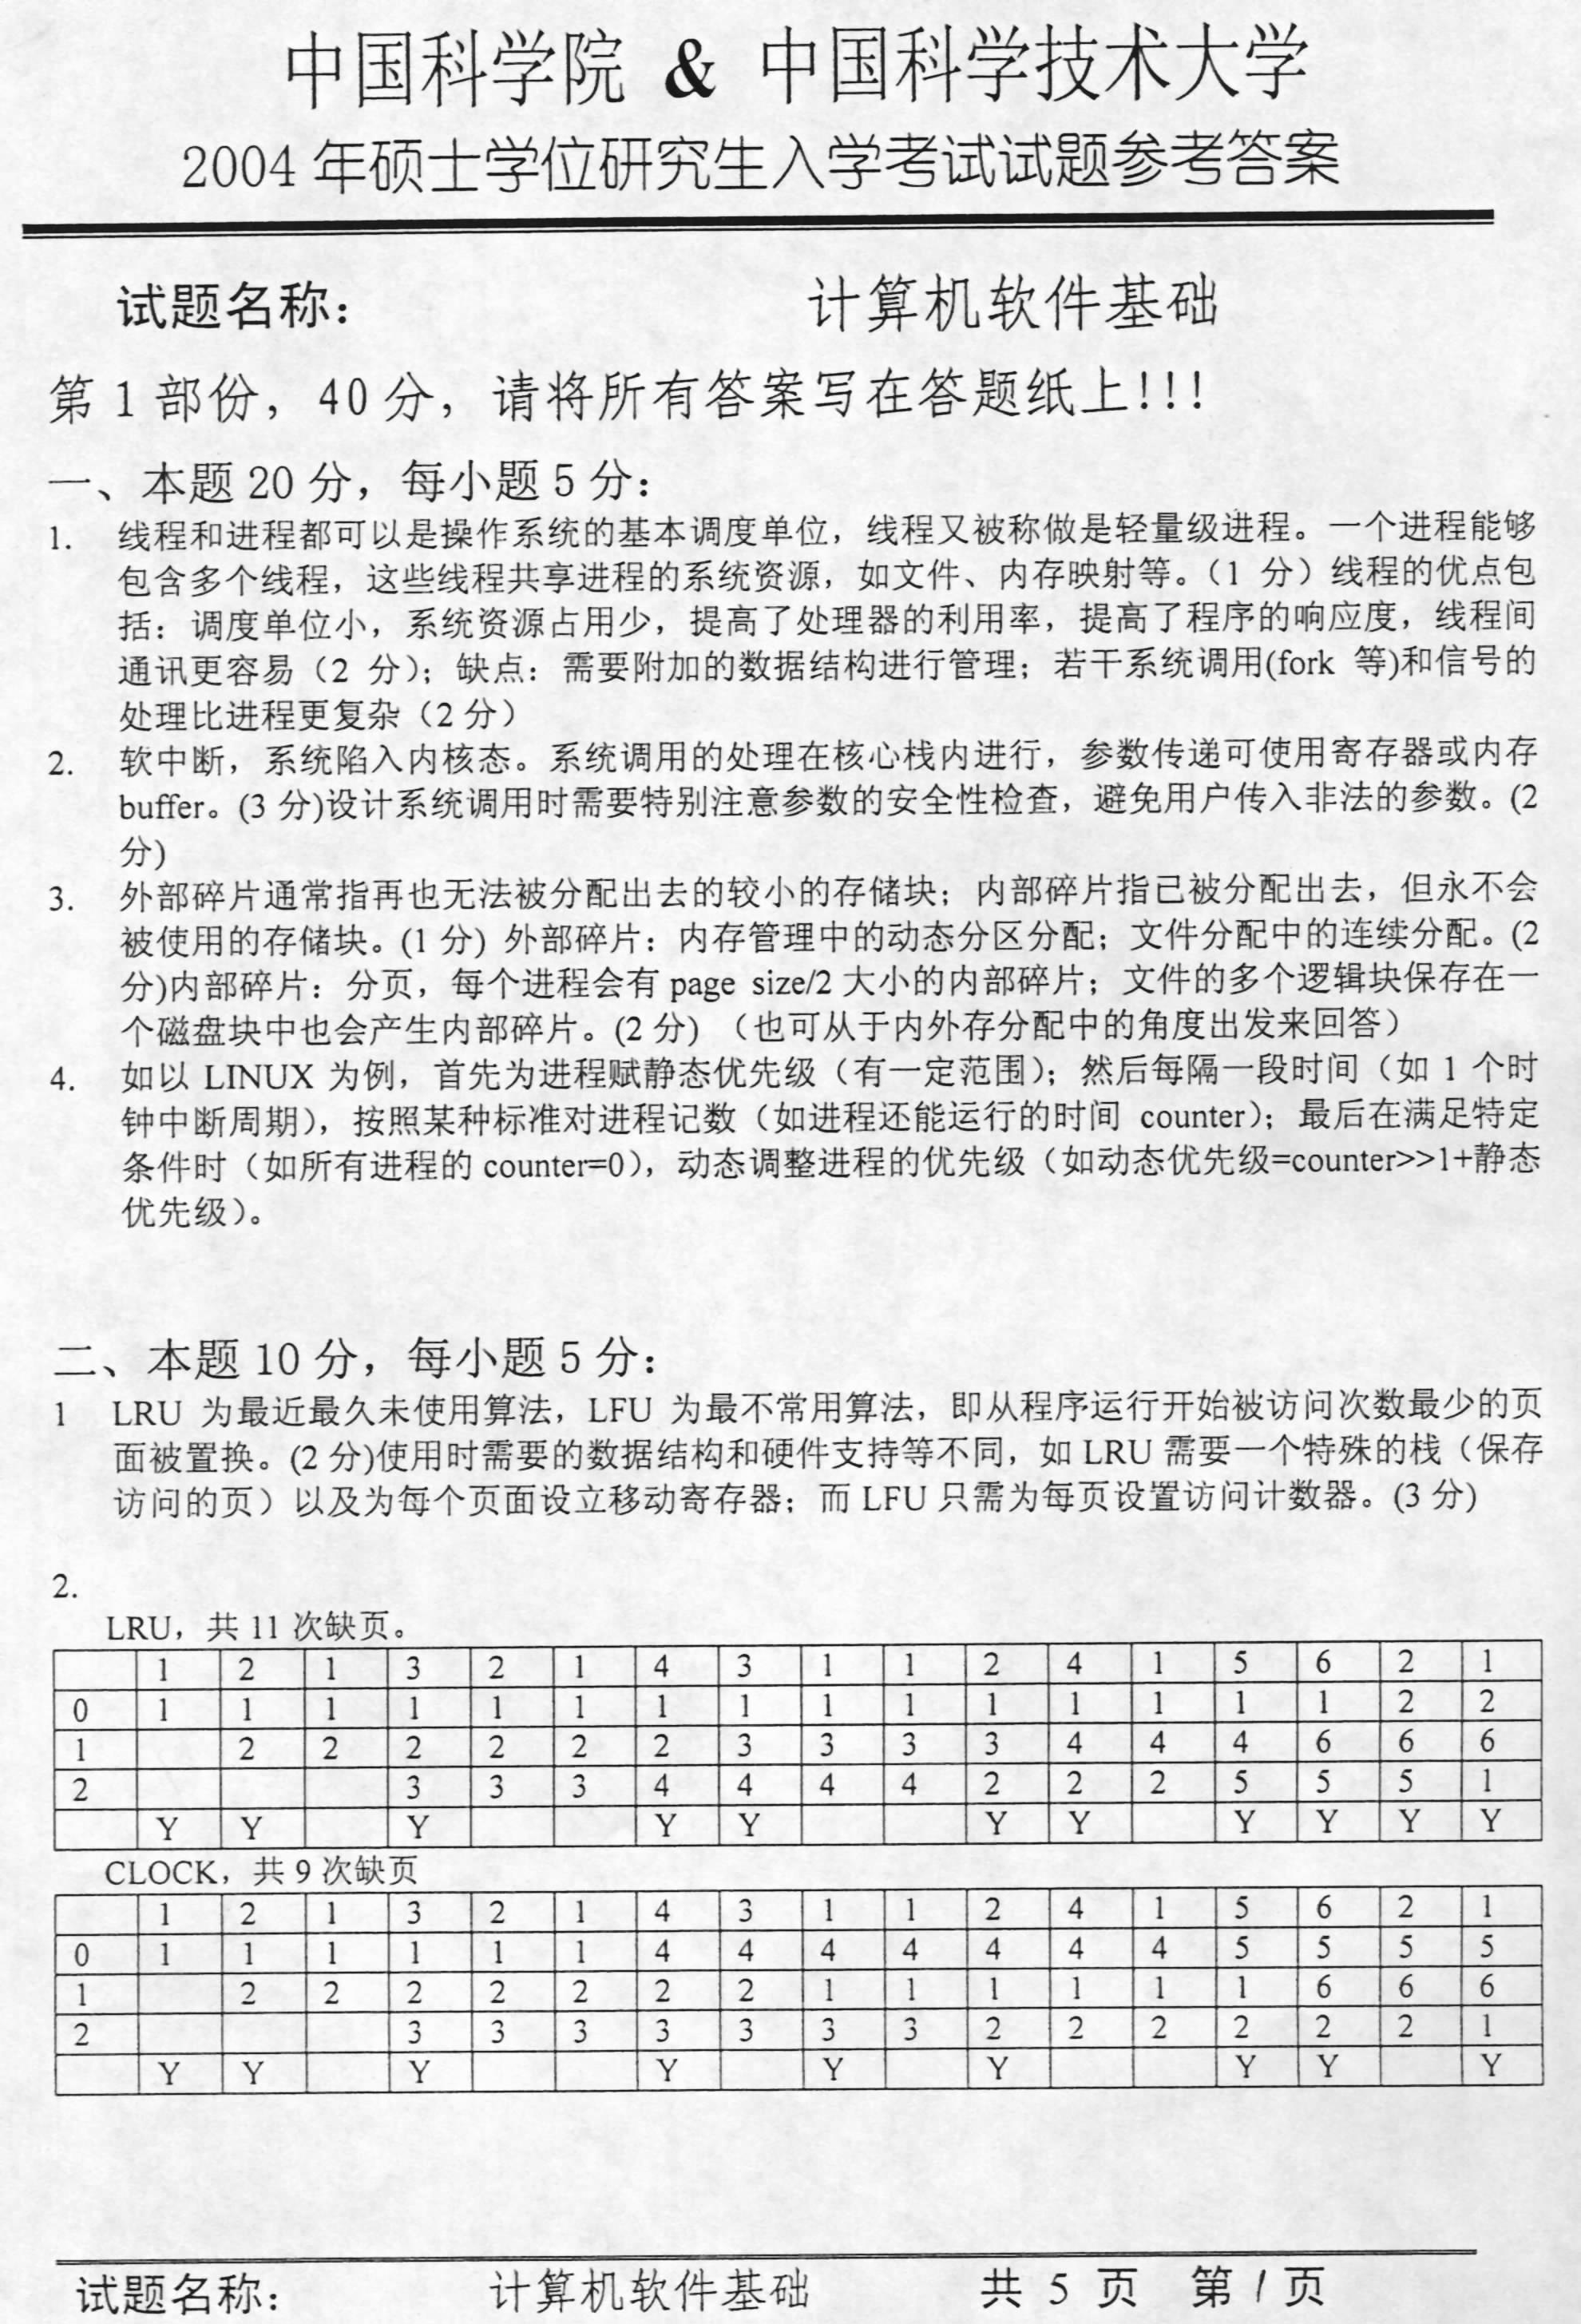 中国科学院 & 中国科学技术大学
2004 年硕士学位研究生入学考试试题参考答案
试题名称： 计算机软件基础
第 1 部份，40 分，请将所有答案写在答题纸上!!!
一、本题 20 分，每小题 5 分：
1. 线程和进程都可以是操作系统的基本调度单位，线程又被称做是轻量级进程。一个进程能够
包含多个线程，这些线程共享进程的系统资源，如文件、内存映射等。（1 分）线程的优点包
括：调度单位小，系统资源占用少，提高了处理器的利用率，提高了程序的响应度，线程间
通讯更容易（2 分）；缺点：需要附加的数据结构进行管理；若干系统调用(fork 等)和信号的
处理比进程更复杂（2 分）
2. 软中断，系统陷入内核态。系统调用的处理在核心栈内进行，参数传递可使用寄存器或内存
buffer。(3 分)设计系统调用时需要特别注意参数的安全性检查，避免用户传入非法的参数。(2
分)
3. 外部碎片通常指再也无法被分配出去的较小的存储块；内部碎片指已被分配出去，但永不会
被使用的存储块。(1 分) 外部碎片：内存管理中的动态分区分配；文件分配中的连续分配。(2
分)内部碎片：分页，每个进程会有 page size/2 大小的内部碎片；文件的多个逻辑块保存在一
个磁盘块中也会产生内部碎片。(2 分) （也可从于内外存分配中的角度出发来回答）
4. 如以 LINUX 为例，首先为进程赋静态优先级（有一定范围）；然后每隔一段时间（如 1 个时
钟中断周期），按照某种标准对进程记数（如进程还能运行的时间 counter）；最后在满足特定
条件时（如所有进程的 counter=0），动态调整进程的优先级（如动态优先级=counter>>1+静态
优先级）。
二、本题 10 分，每小题 5 分：
1 LRU 为最近最久未使用算法，LFU 为最不常用算法，即从程序运行开始被访问次数最少的页
面被置换。(2 分)使用时需要的数据结构和硬件支持等不同，如 LRU 需要一个特殊的栈（保存
访问的页）以及为每个页面设立移动寄存器；而 LFU 只需为每页设置访问计数器。(3 分)
2.
LRU，共 11 次缺页。
1 2 1 3 2 1 4 3 1 1 2 4 1 5 6 2 1
0 1 1 1 1 1 1 1 1 1 1 1 1 1 1 1 2 2
1 2 2 2 2 2 2 3 3 3 3 4 4 4 6 6 6
2 3 3 3 4 4 4 4 2 2 2 5 5 5 1
Y Y Y Y Y Y Y Y Y Y Y
CLOCK，共 9 次缺页
1 2 1 3 2 1 4 3 1 1 2 4 1 5 6 2 1
0 1 1 1 1 1 1 4 4 4 4 4 4 4 5 5 5 5
1 2 2 2 2 2 2 2 1 1 1 1 1 1 6 6 6
2 3 3 3 3 3 3 3 2 2 2 2 2 2 1
Y Y Y Y Y Y Y Y Y
试题名称： 计算机软件基础 共 5 页 第 1 页